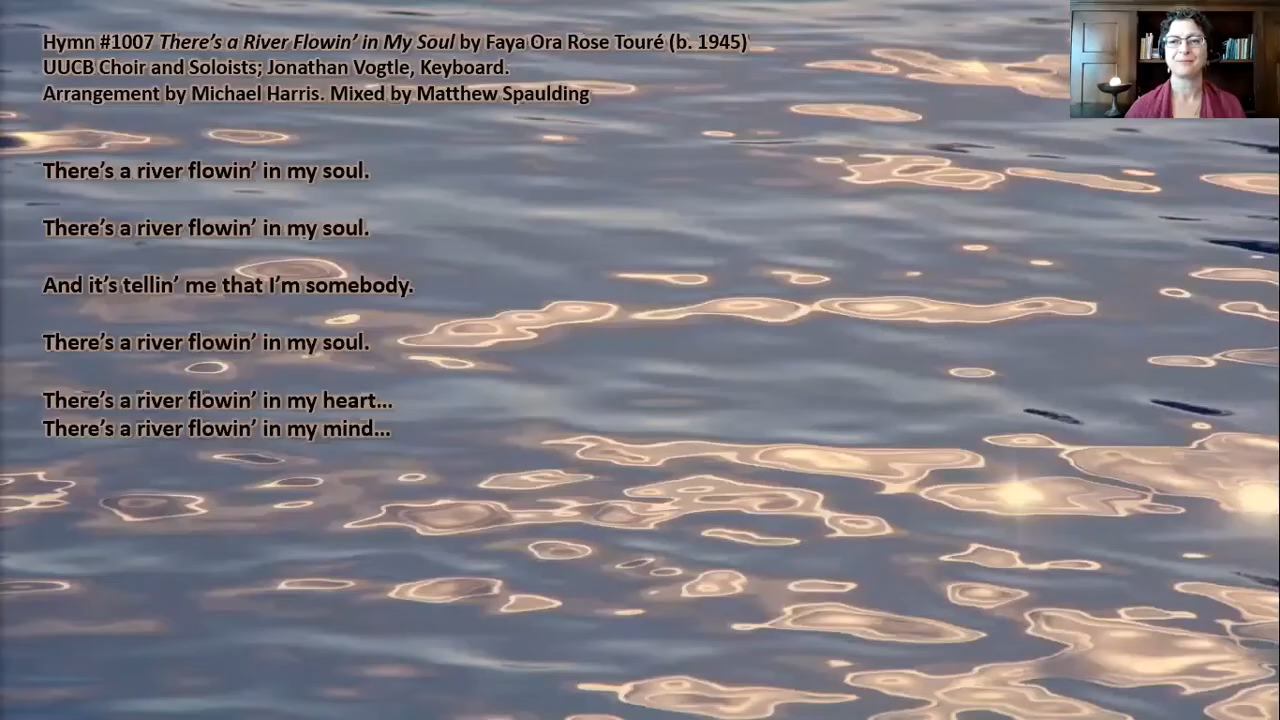 Hymn #1007 There’s a River Flowin’ in My Soul by Faya Ora Rose Touré (b. 1945)
UUCB Choir and Soloists; Jonathan Vogtle, Keyboard.
Arrangement by Michael Harris. Mixed by Matthew Spaulding
There’s a river flowin’ in my soul.
There’s a river flowin’ in my soul.
And it’s tellin’ me that I’m somebody.
There’s a river flowin’ in my soul.
There’s a river flowin’ in my heart…
There’s a river flowin’ in my mind…